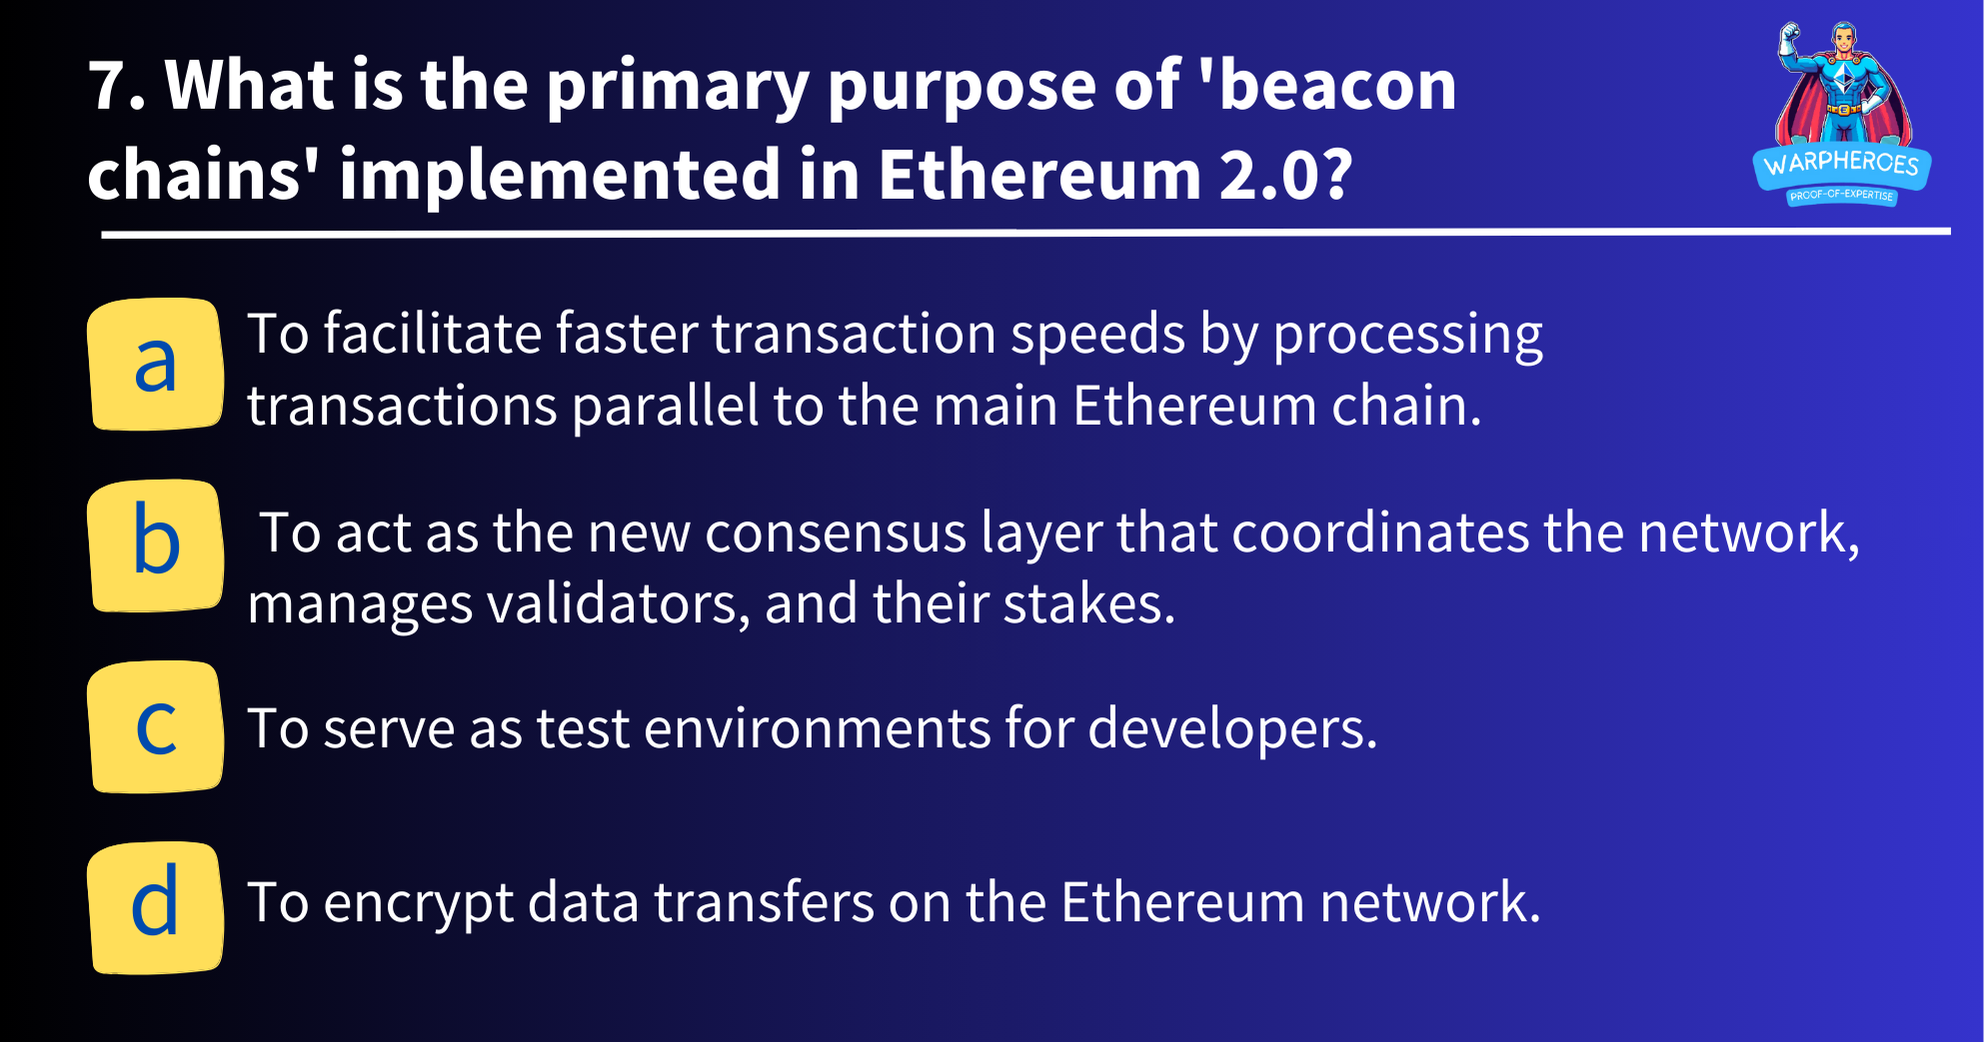 7. What is the primary purpose of 'beacon
chains' implemented in Ethereum 2.0?
WARPHEROES
PROOF-OF-EXPERTISE
a
To facilitate faster transaction speeds by processing
transactions parallel to the main Ethereum chain.
b
To act as the new consensus layer that coordinates the network,
manages validators, and their stakes.
c
To serve as test environments for developers.
d
To encrypt data transfers on the Ethereum network.